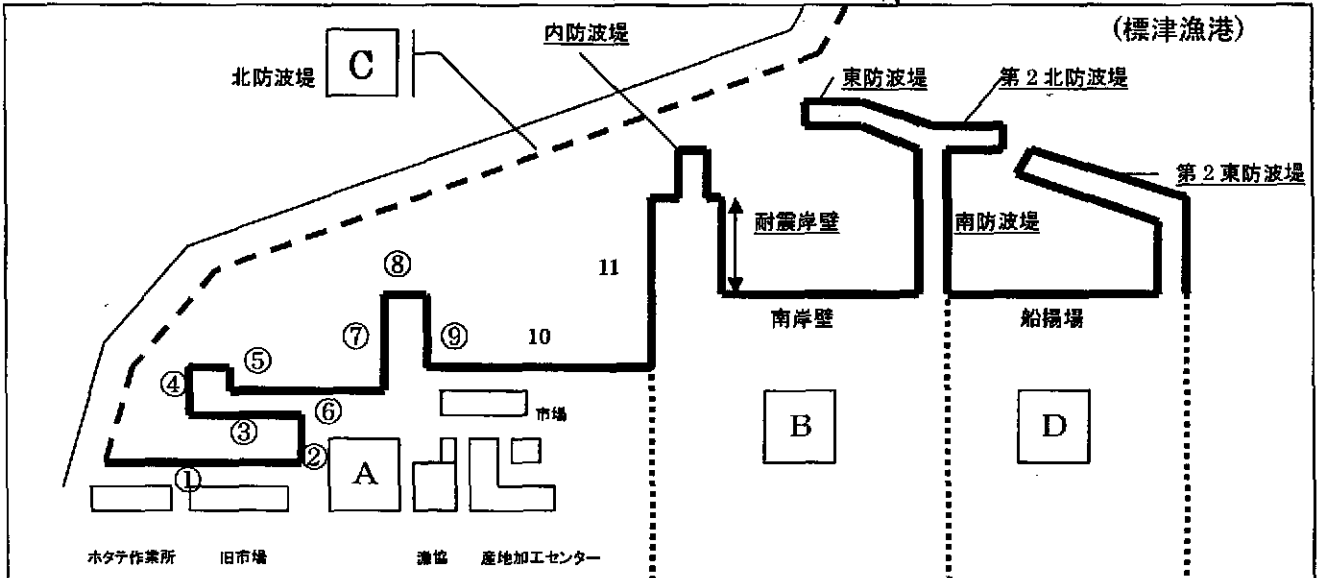 (標津漁港)
内防波堤
北防波堤
C
東防波堤
第2北防波堤
第2東防波堤
耐震岸壁
南防波堤
⑧
11
南岸壁
船揚場
⑦
⑨
10
⑤
④
⑥
市場
③
B
D
②
A
①
ホタテ作業所
旧市場
漁協
産地加工センター